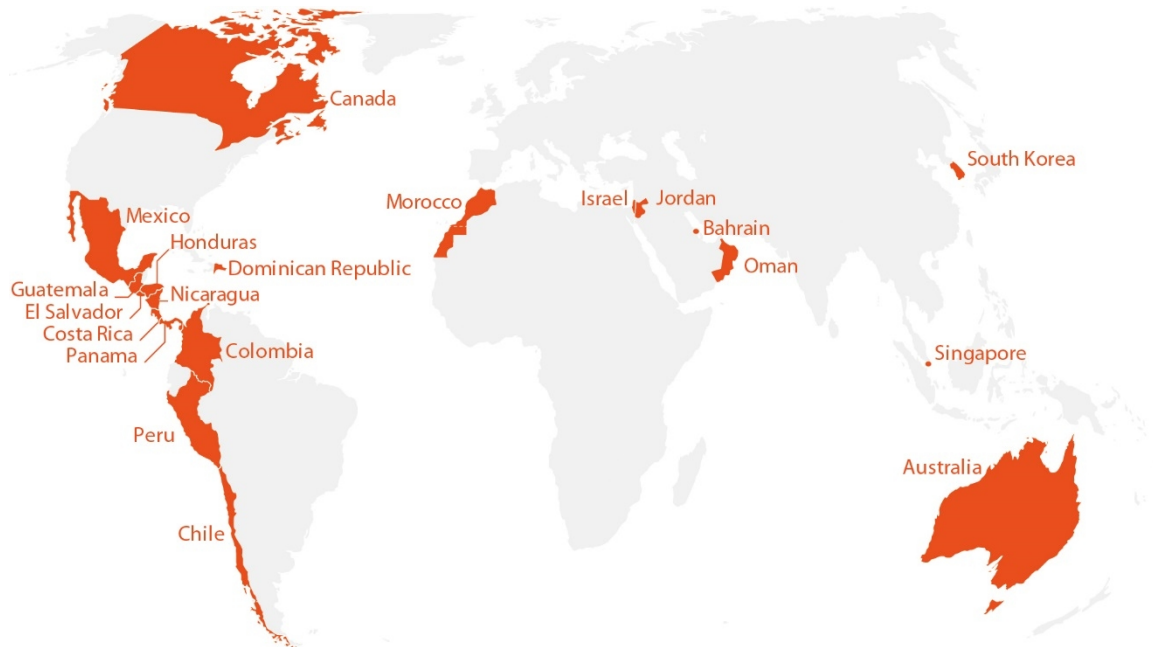 Canada
South Korea
Morocco
Israel
Jordan
Mexico
Bahrain
Honduras
Oman
Dominican Republic
Guatemala
Nicaragua
El Salvador
Costa Rica
Panama
Colombia
Singapore
Peru
Australia
Chile